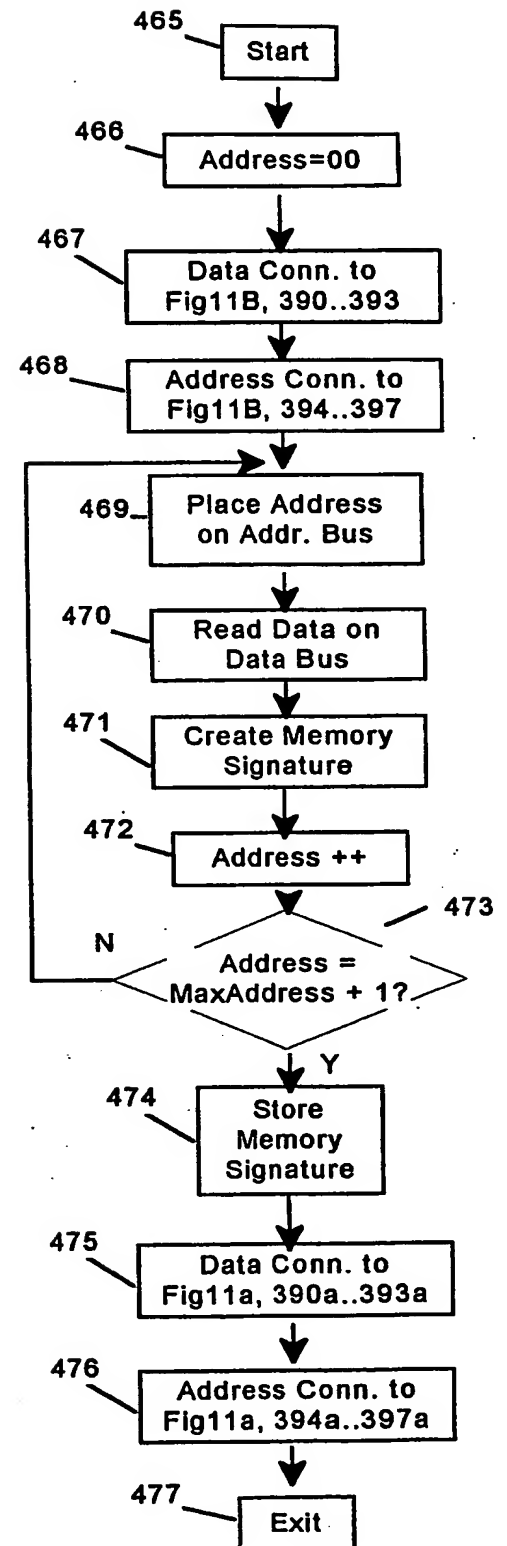 465
Start
466
Address=00
467
Data Conn. to
Fig11B, 390..393
468
Address Conn. to
Fig11B, 394..397
469
Place Address
on Addr. Bus
470
Read Data on
Data Bus
471
Create Memory
Signature
472
Address ++
473
N
Address =
MaxAddress + 1?
Y
474
Store
Memory
Signature
475
Data Conn. to
Fig11a, 390a..393a
476
Address Conn. to
Fig11a, 394a..397a
477
Exit